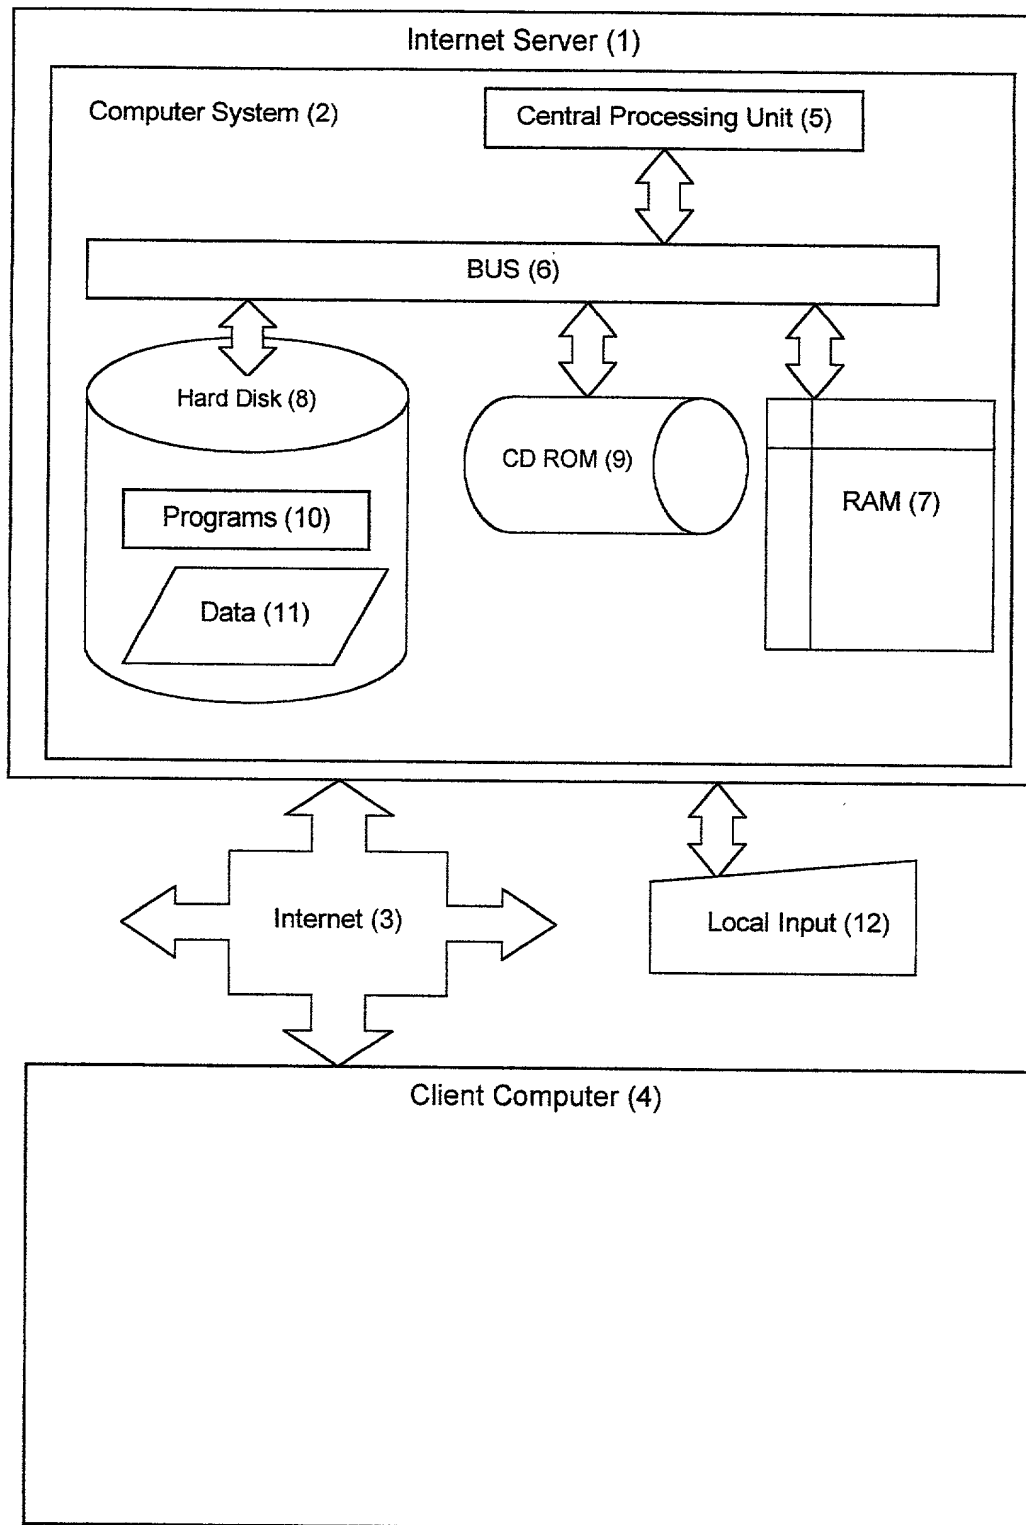 Internet Server (1)
Computer System (2)
Central Processing Unit (5)
BUS (6)
Hard Disk (8)
CD ROM (9)
RAM (7)
Programs (10)
Data (11)
Internet (3)
Local Input (12)
Client Computer (4)